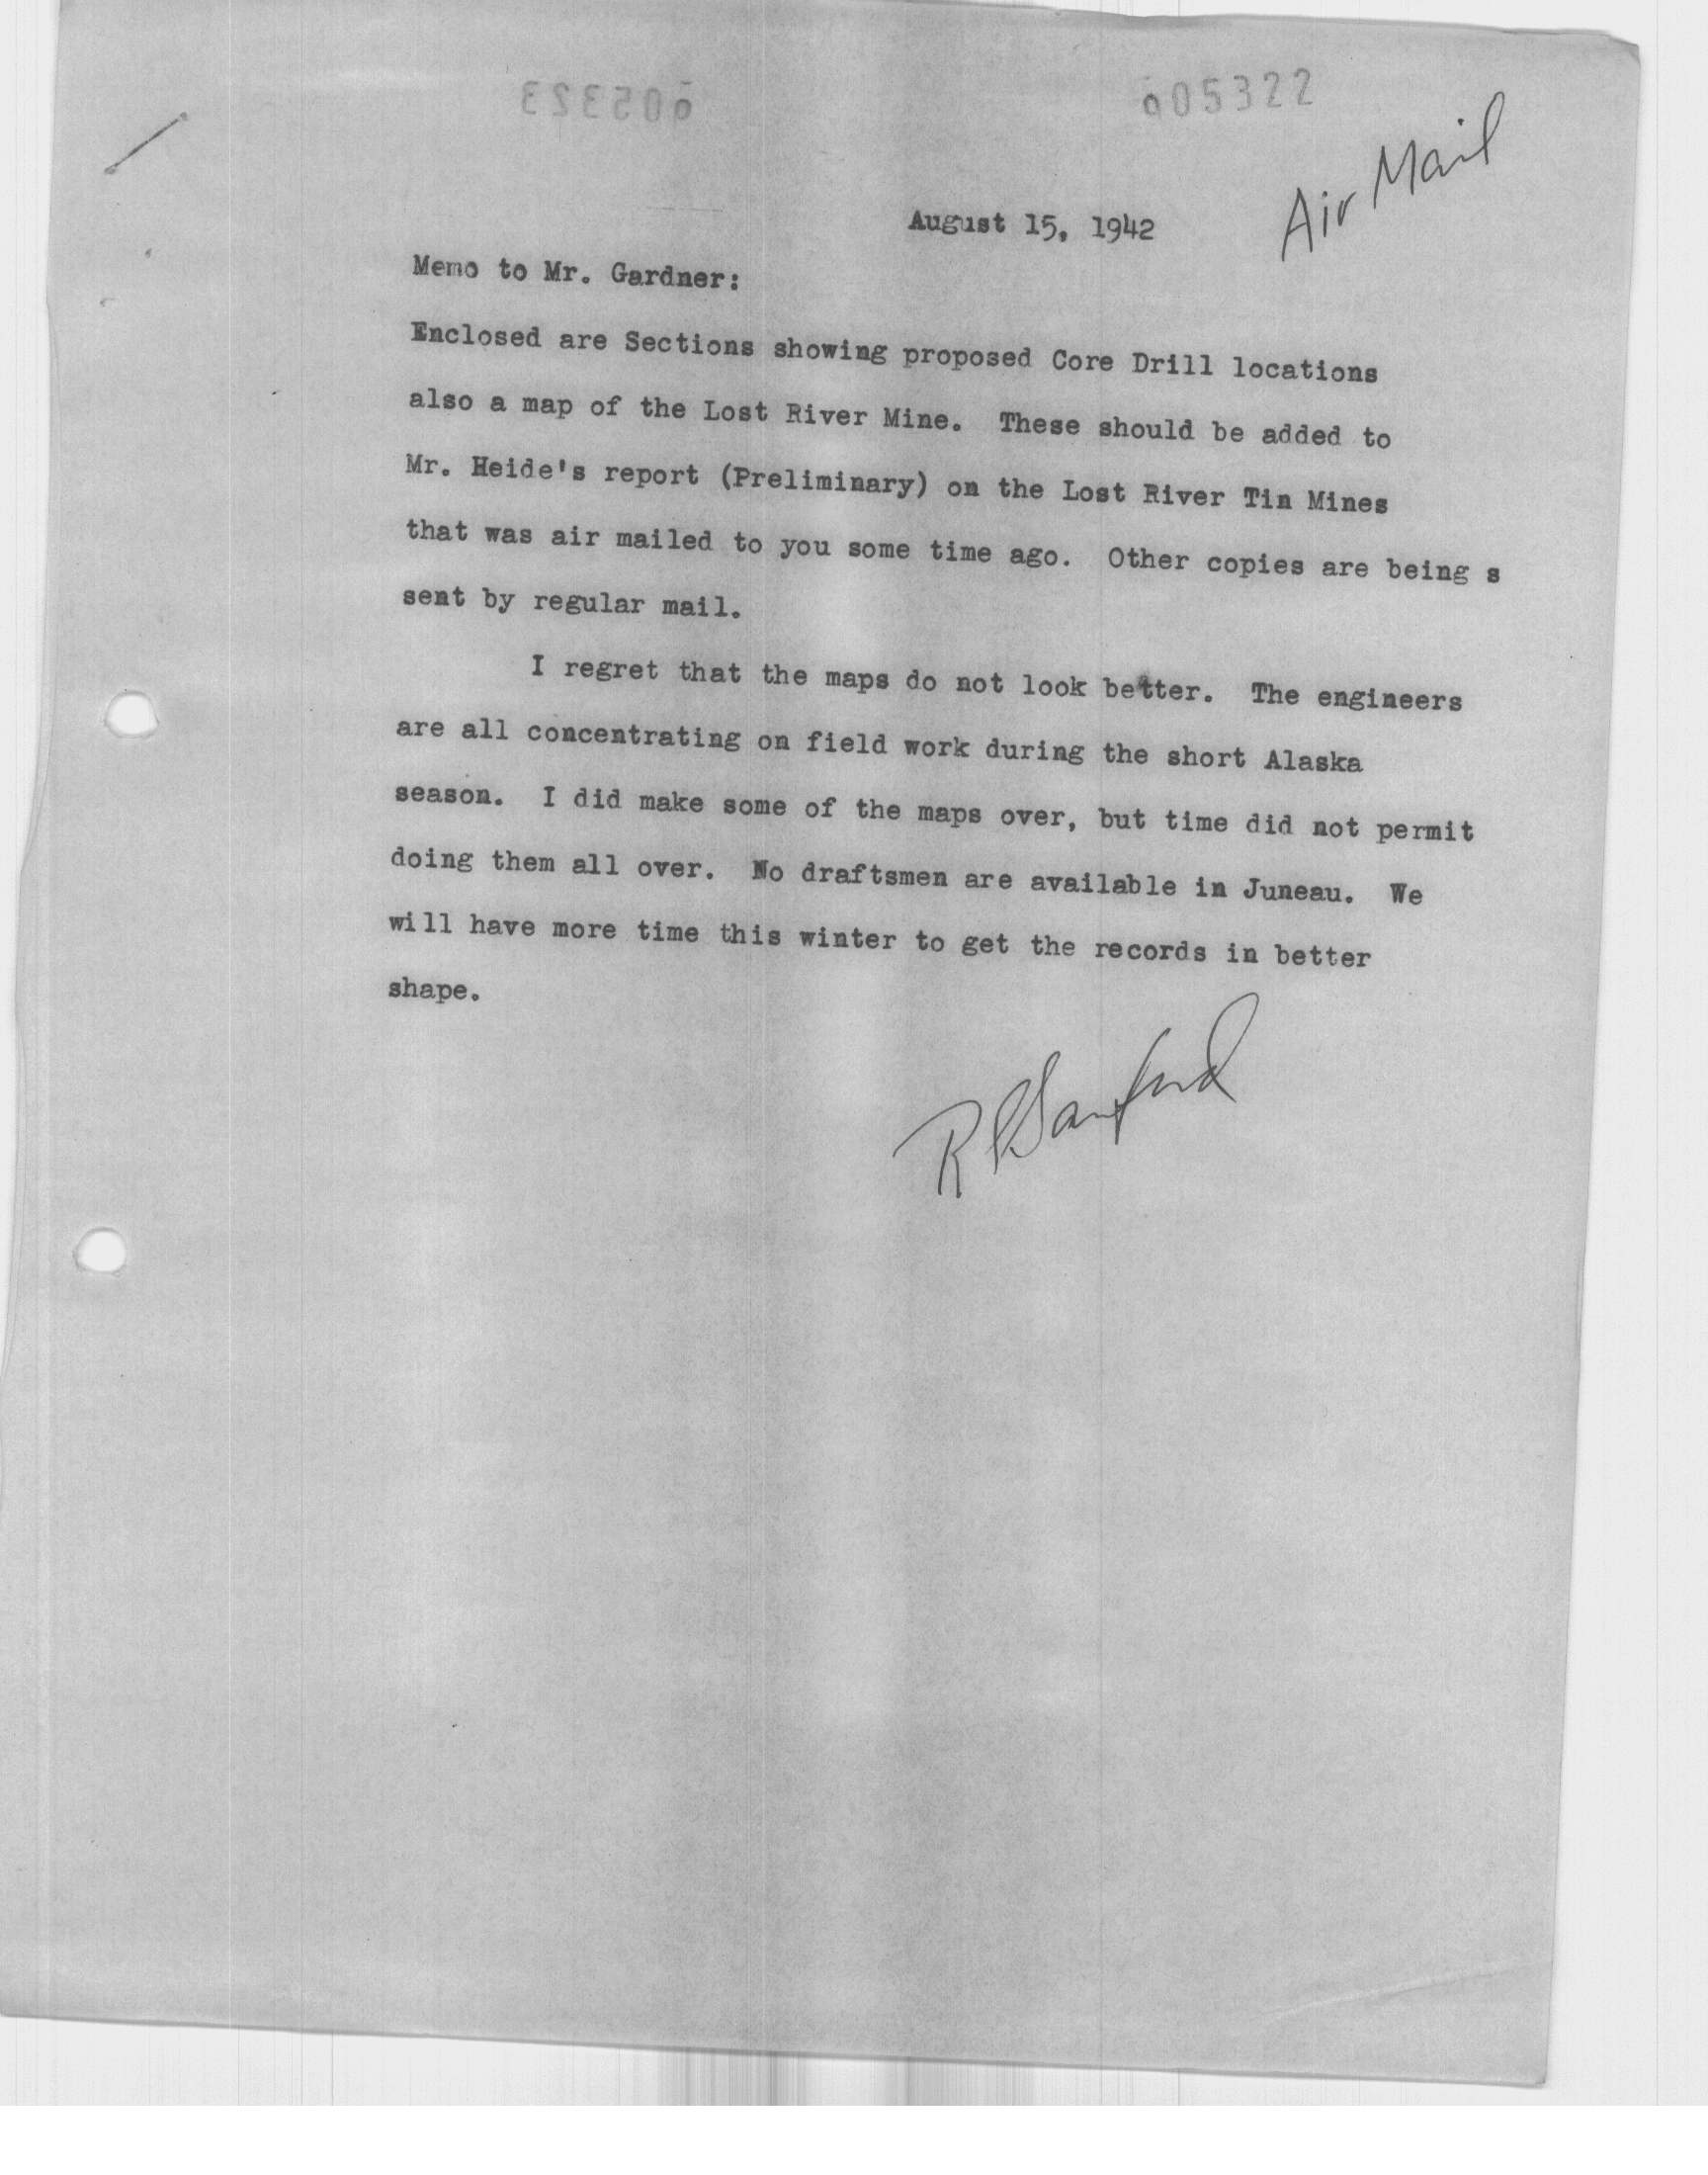 005323
005322
Air Mail
August 15, 1942
Memo to Mr. Gardner:
Enclosed are Sections showing proposed Core Drill locations
also a map of the Lost River Mine.  These should be added to
Mr. Heide's report (Preliminary) on the Lost River Tin Mines
that was air mailed to you some time ago.  Other copies are being s
sent by regular mail.
I regret that the maps do not look better.  The engineers
are all concentrating on field work during the short Alaska
season.  I did make some of the maps over, but time did not permit
doing them all over.  No draftsmen are available in Juneau.  We
will have more time this winter to get the records in better
shape.
R S Sanford